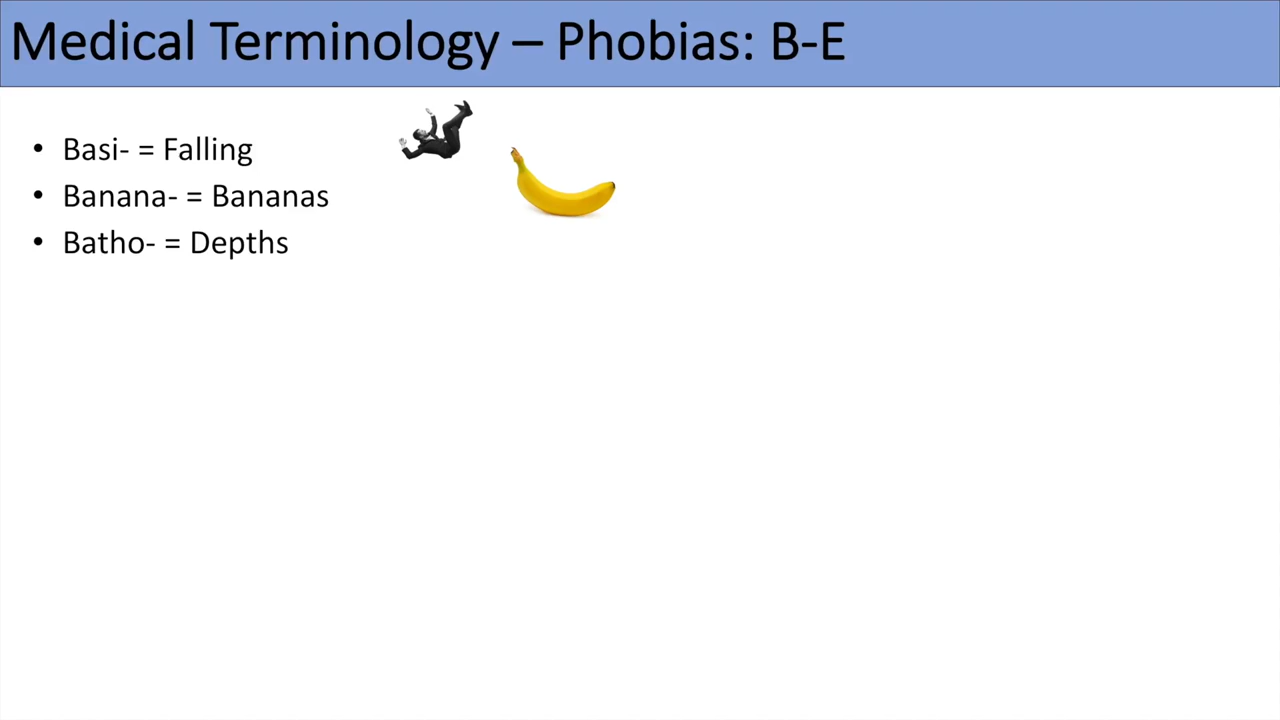 Medical Terminology – Phobias: B-E
• Basi- = Falling
• Banana- = Bananas
• Batho- = Depths